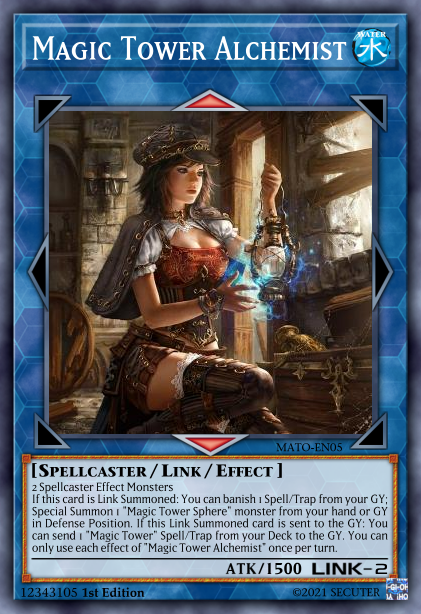 MAGIC TOWER ALCHEMIST
WATER
水
MATO-EN05
[SPELLCASTER / LINK / EFFECT ]
2 Spellcaster Effect Monsters
If this card is Link Summoned: You can banish 1 Spell/Trap from your GY;
Special Summon 1 "Magic Tower Sphere" monster from your hand or GY
in Defense Position. If this Link Summoned card is sent to the GY: You
can send 1 "Magic Tower" Spell/Trap from your Deck to the GY. You can
only use each effect of "Magic Tower Alchemist" once per turn.
ATK/1500 LINK-2
12343105 1st Edition ©2021 SECUTER